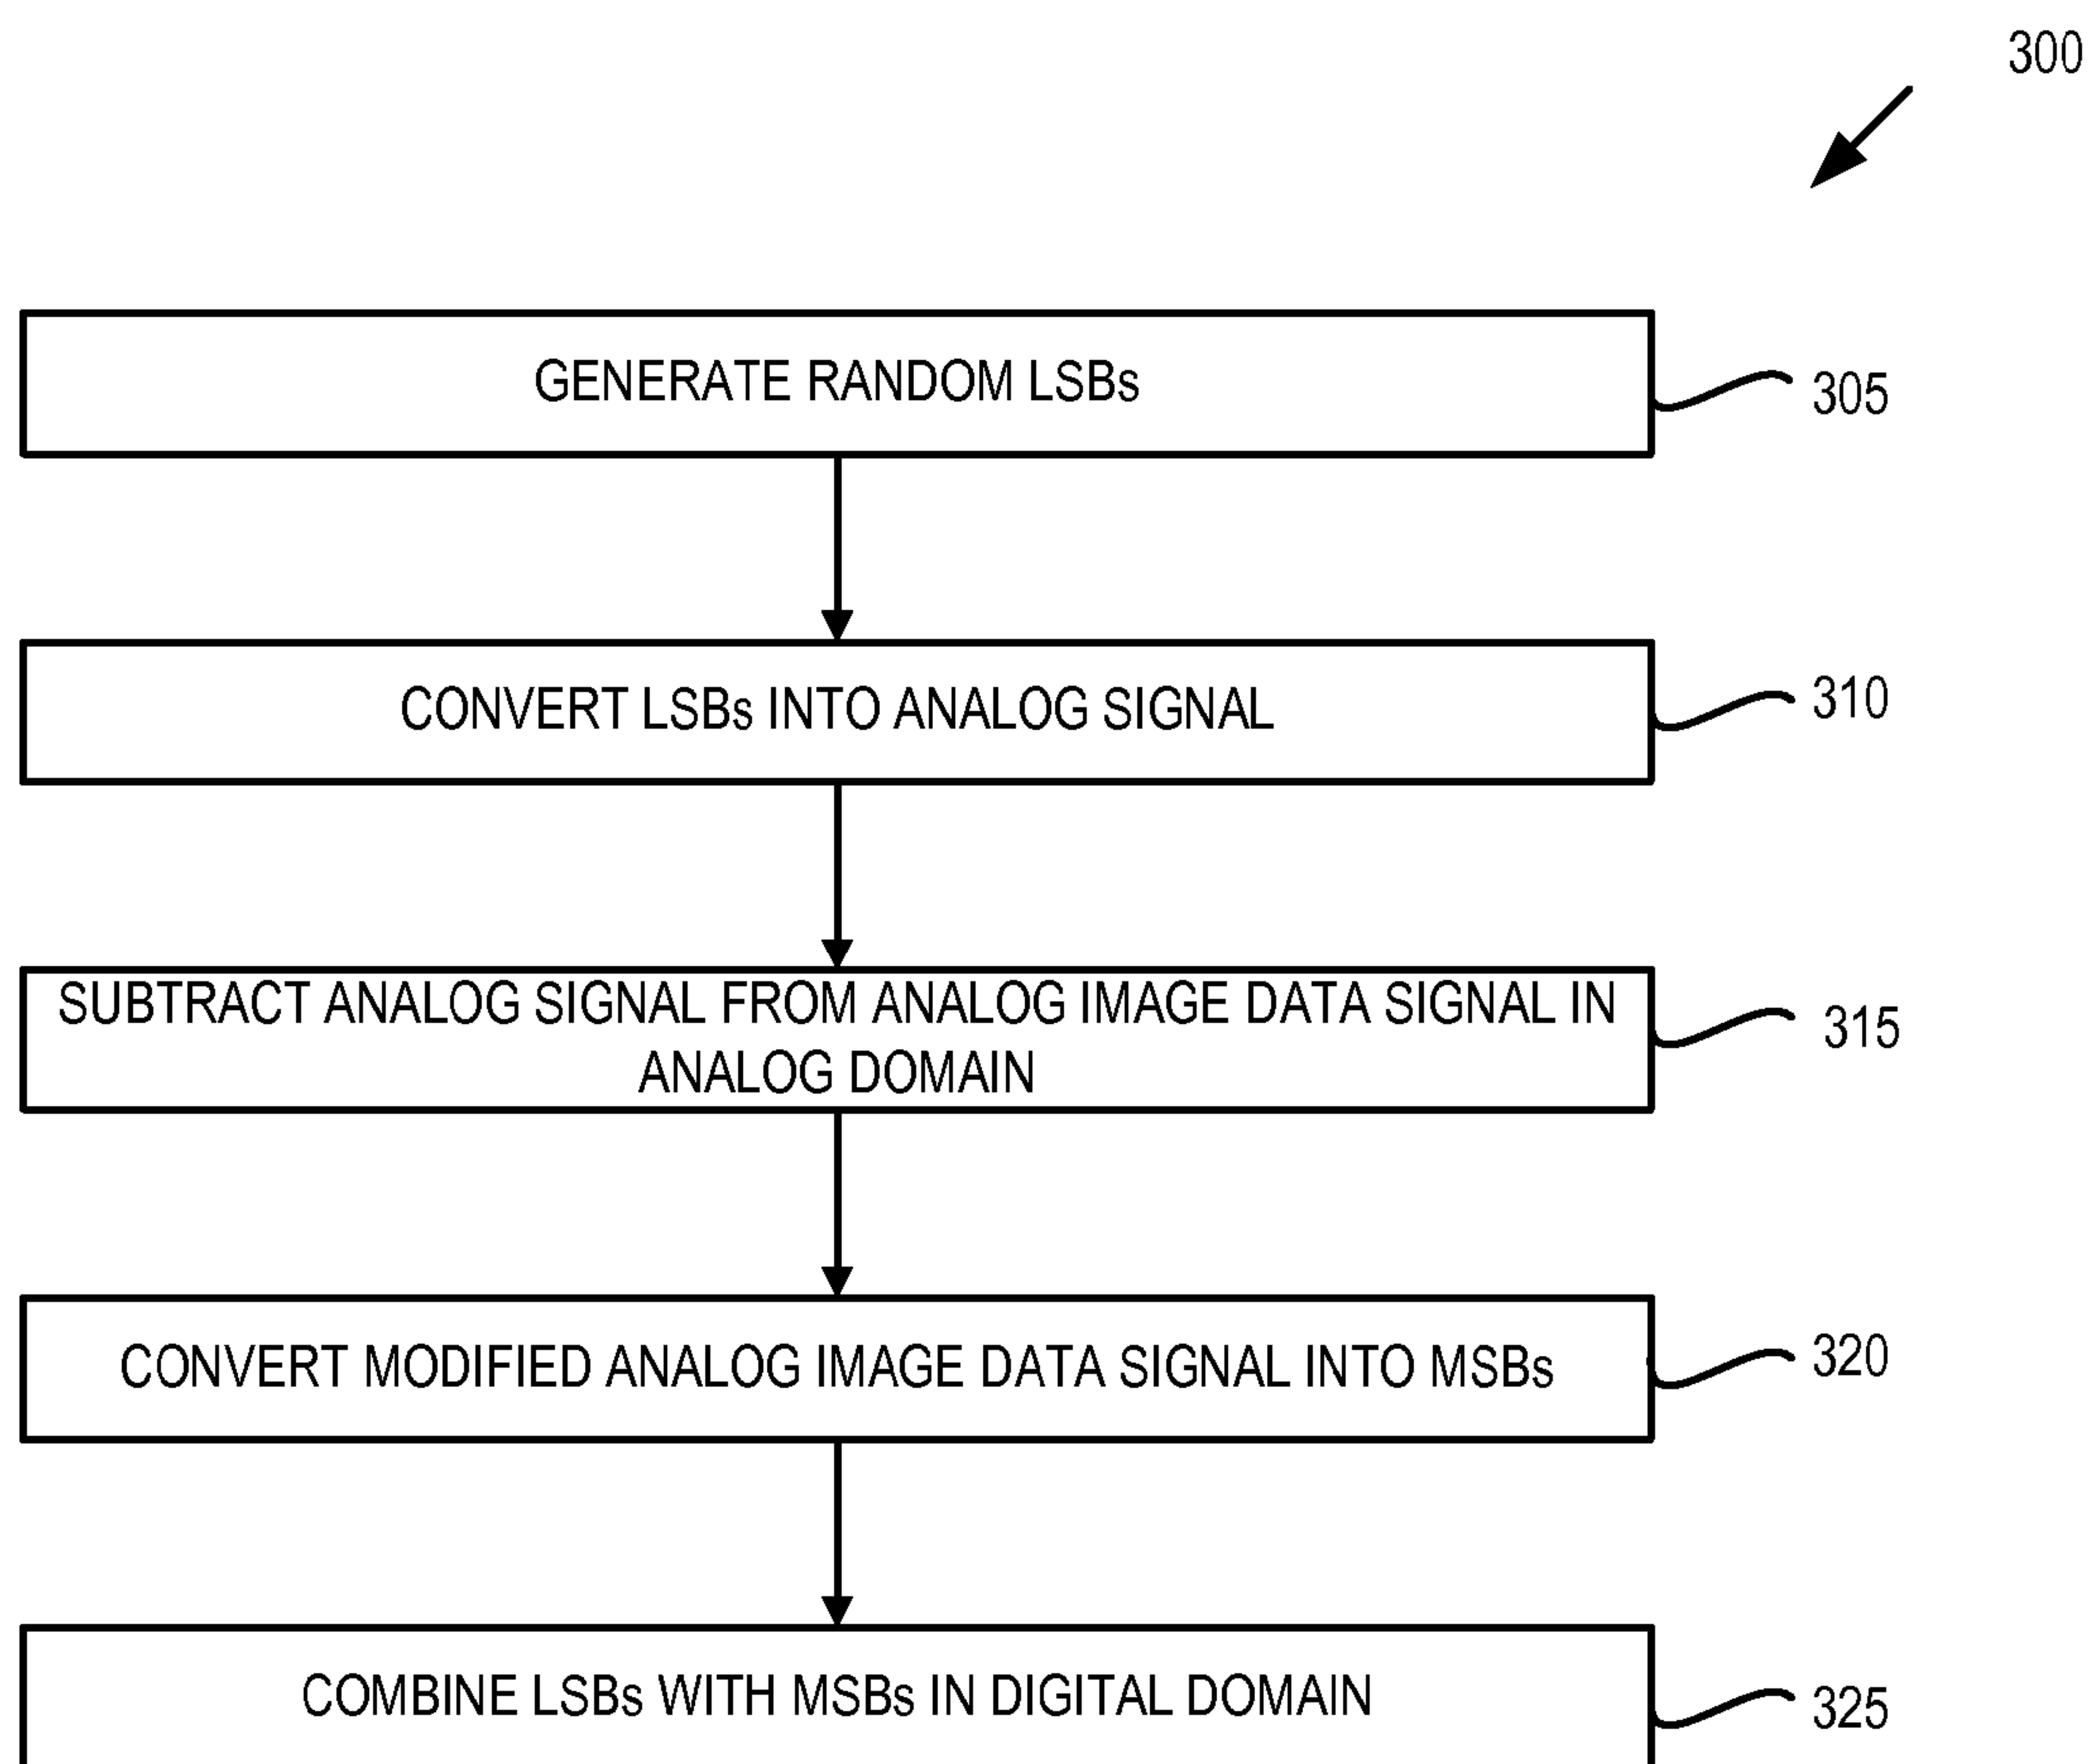 300
GENERATE RANDOM LSBs
305
CONVERT LSBs INTO ANALOG SIGNAL
310
SUBTRACT ANALOG SIGNAL FROM ANALOG IMAGE DATA SIGNAL IN
ANALOG DOMAIN
315
CONVERT MODIFIED ANALOG IMAGE DATA SIGNAL INTO MSBs
320
COMBINE LSBs WITH MSBs IN DIGITAL DOMAIN
325